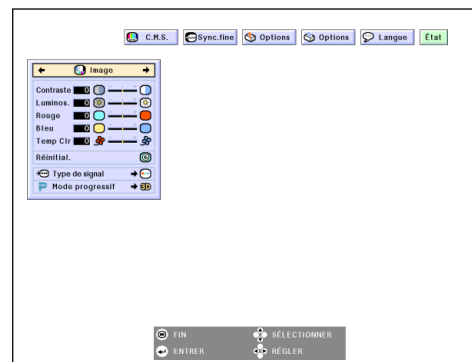 C.M.S. Sync.fine Options Options Langue État
Image
Contraste 0
Luminos. 0
Rouge 0
Bleu 0
Temp Clr 0
Réinitial.
Type de signal
P Mode progressif 3D
FIN SÉLECTIONNER
ENTRER RÉGLER